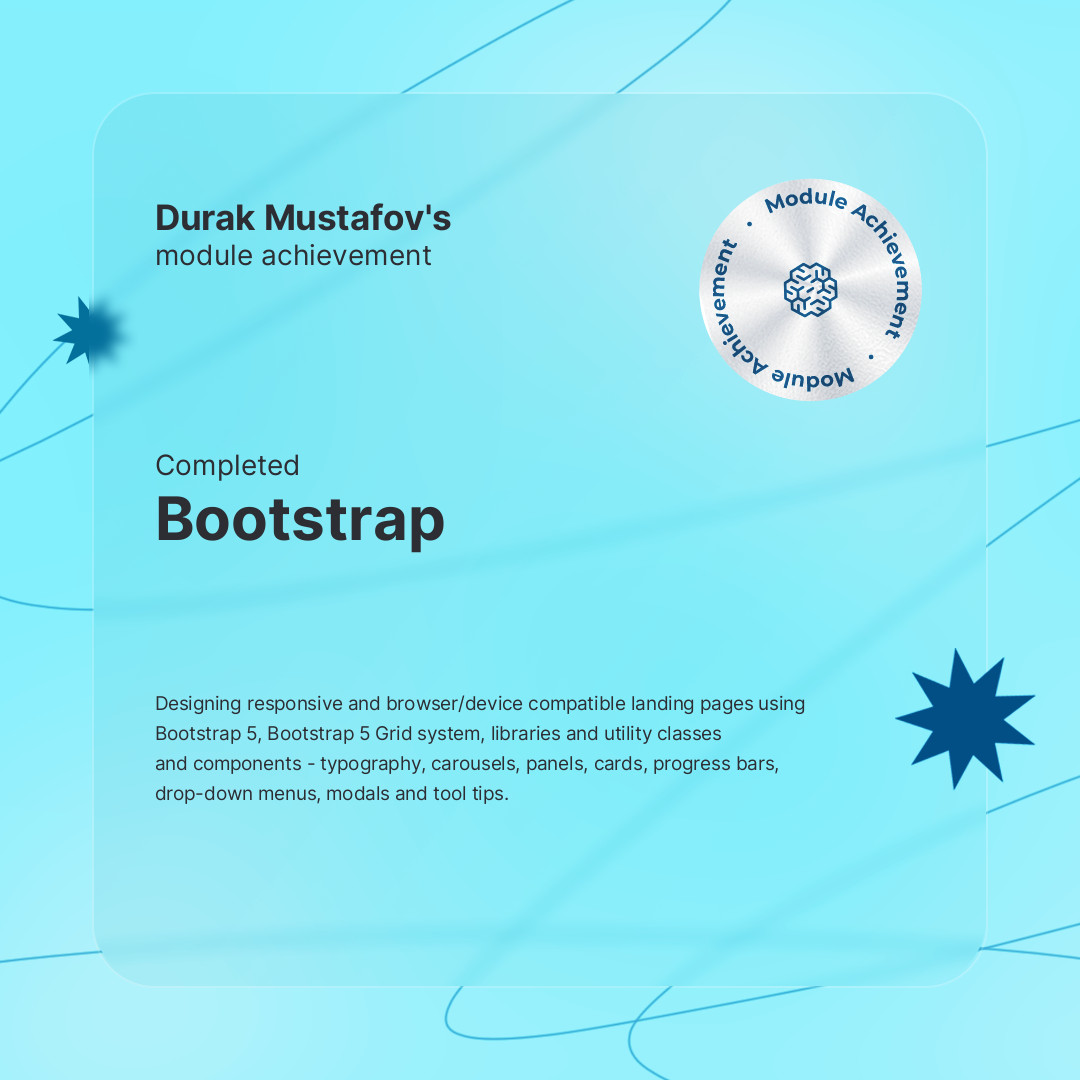 Durak Mustafov's
module achievement
Module Achievement • Module Achievement •
Completed
Bootstrap
Designing responsive and browser/device compatible landing pages using
Bootstrap 5, Bootstrap 5 Grid system, libraries and utility classes
and components - typography, carousels, panels, cards, progress bars,
drop-down menus, modals and tool tips.